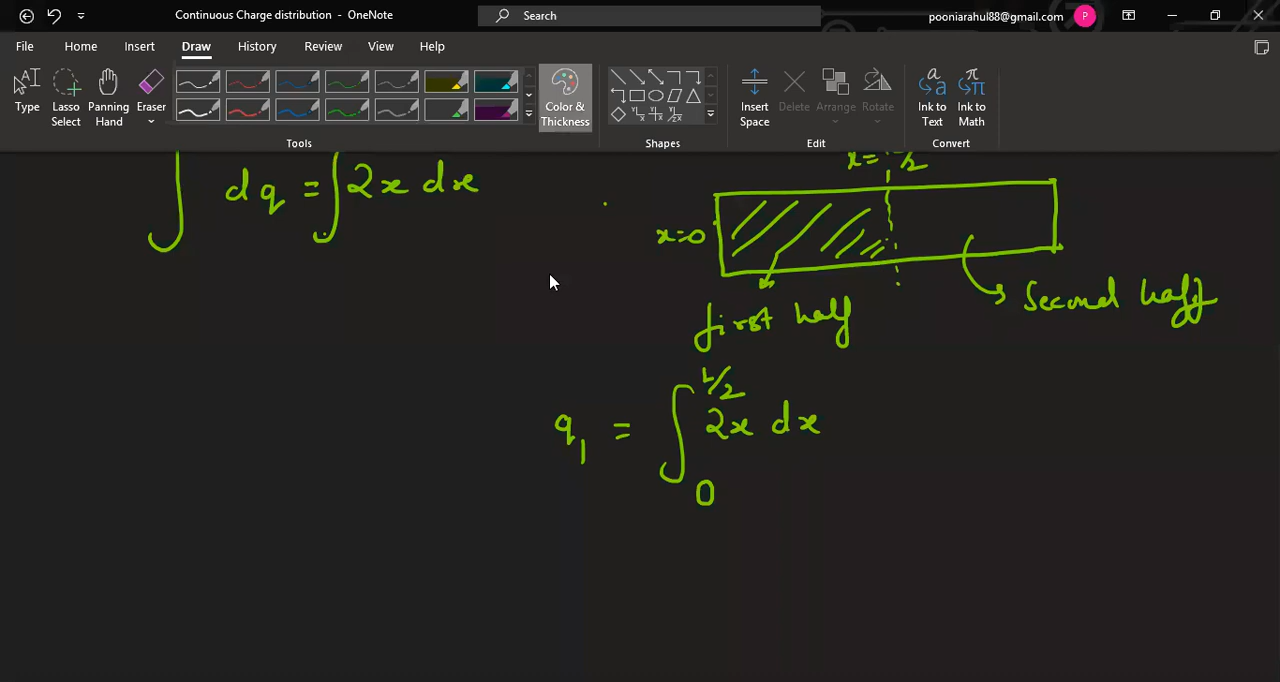 Continuous Charge distribution - OneNote
Search
pooniarahul88@gmail.com
P
File Home Insert Draw History Review View Help
Type
Lasso Select
Panning Hand
Eraser
Color & Thickness
Insert Space
Delete
Arrange
Rotate
Ink to Text
Ink to Math
Tools
Shapes
Edit
Convert
∫ dq = ∫ 2x dx
x=L/2
x=0
first half
Second half
q₁ = ∫₀^{L/2} 2x dx